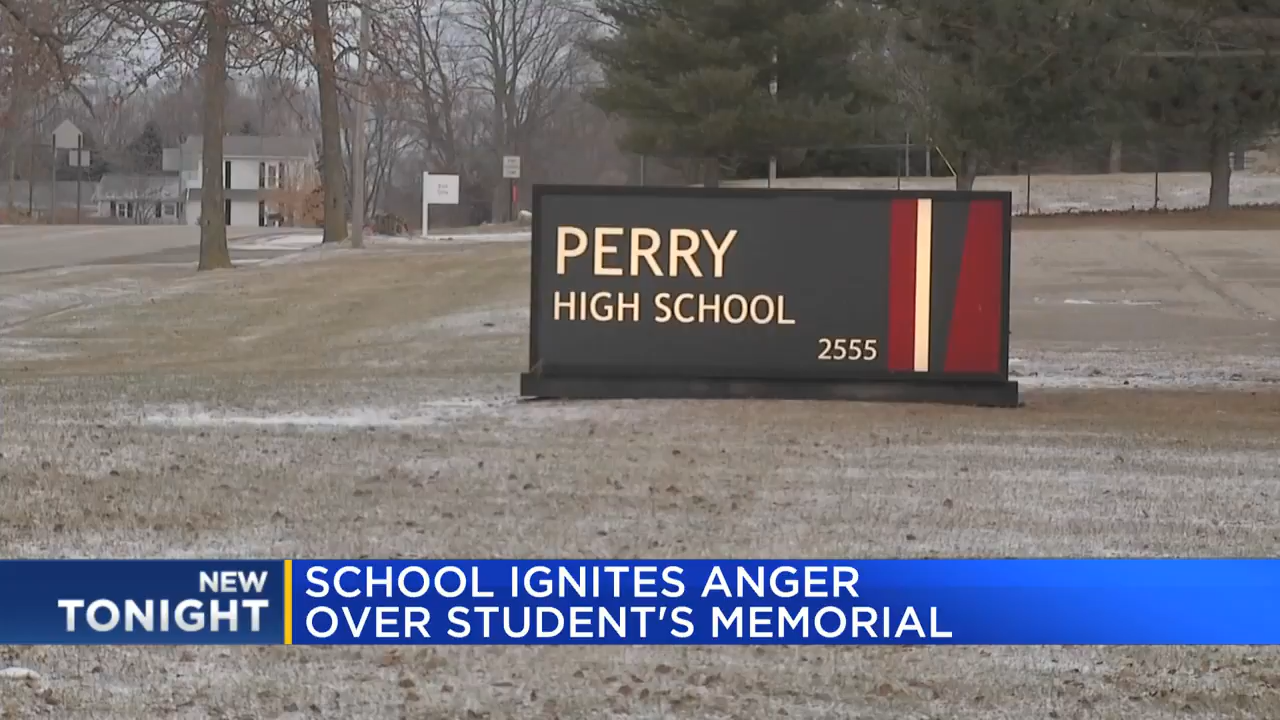 PERRY
HIGH SCHOOL
2555
NEW
TONIGHT
SCHOOL IGNITES ANGER
OVER STUDENT'S MEMORIAL